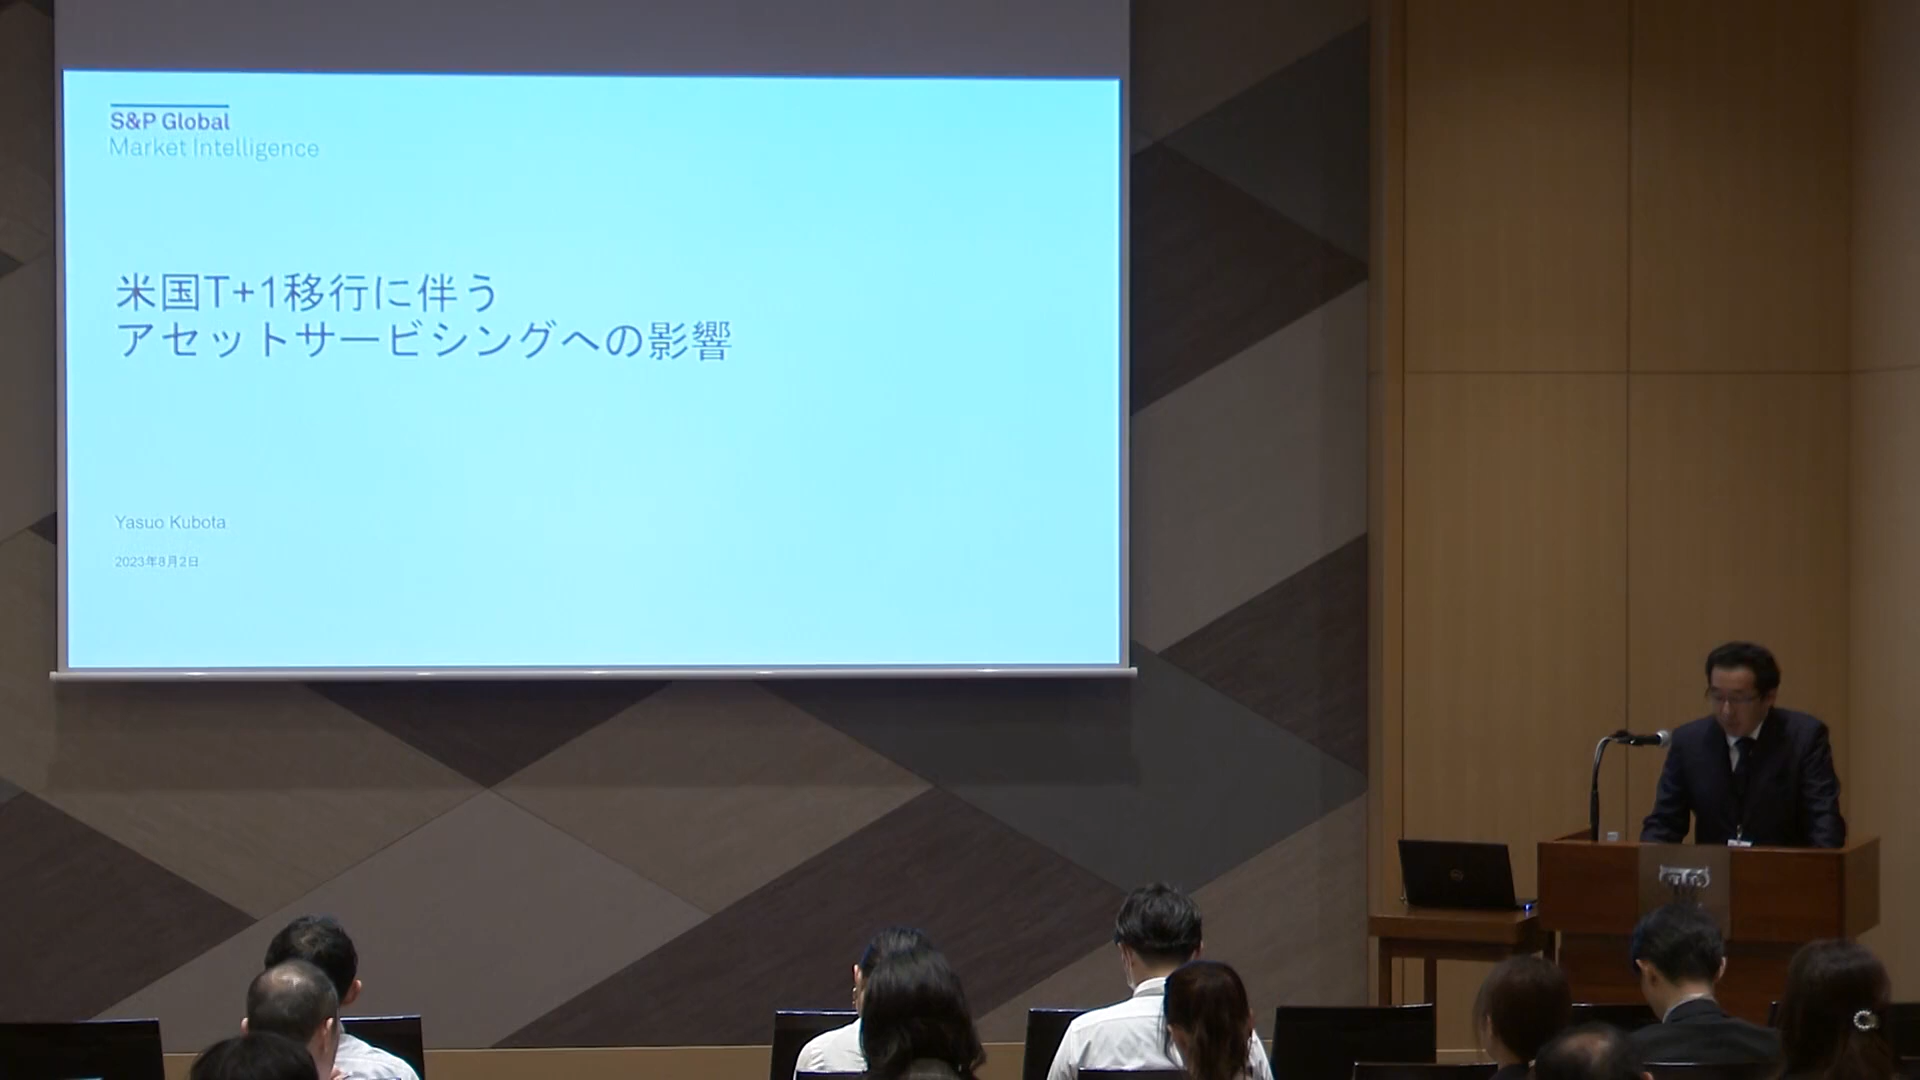 S&P Global
Market Intelligence
米国T+1移行に伴う
アセットサービシングへの影響
Yasuo Kubota
2023年8月2日